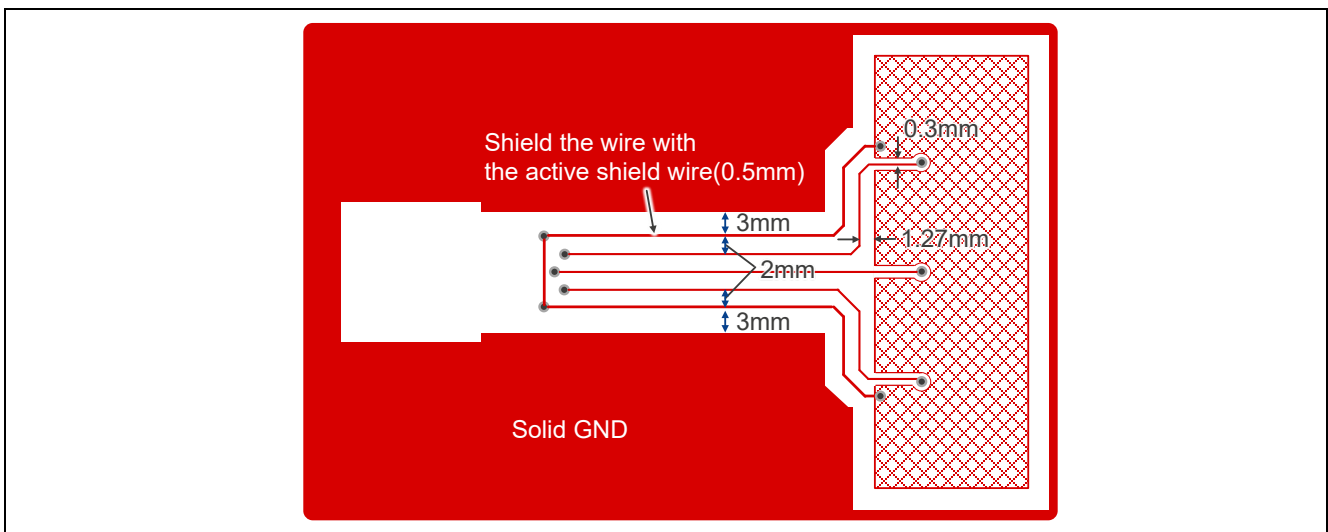 0.3mm
Shield the wire with
the active shield wire(0.5mm)
3mm
1.27mm
2mm
3mm
Solid GND